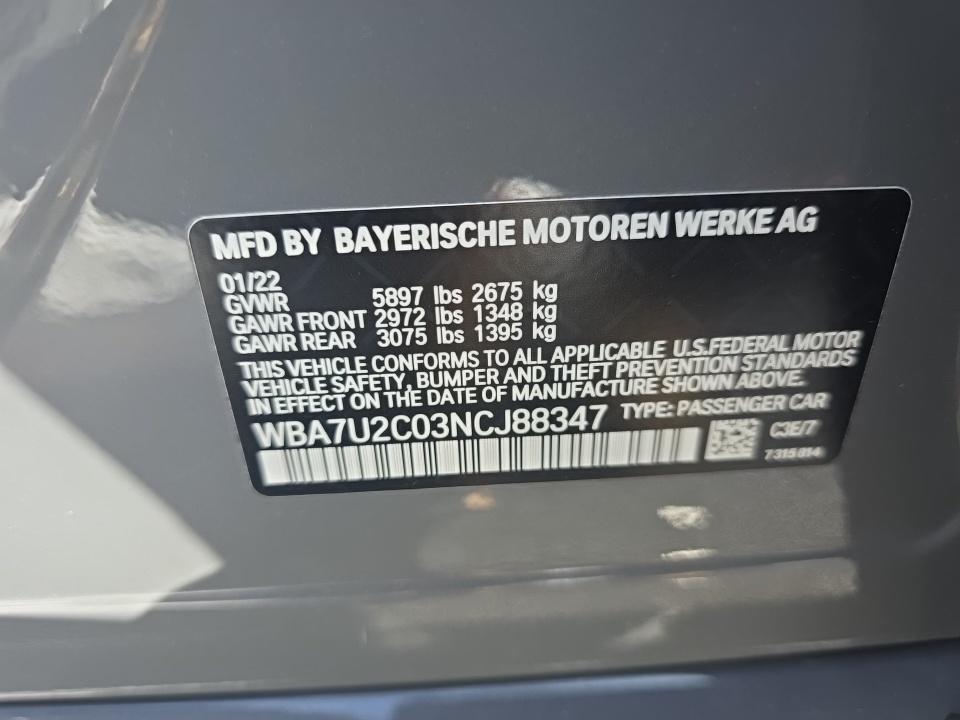 MFD BY BAYERISCHE MOTOREN WERKE AG
01/22
GVWR 5897 lbs 2675 kg
GAWR FRONT 2972 lbs 1348 kg
GAWR REAR 3075 lbs 1395 kg
THIS VEHICLE CONFORMS TO ALL APPLICABLE U.S.FEDERAL MOTOR
VEHICLE SAFETY, BUMPER AND THEFT PREVENTION STANDARDS
IN EFFECT ON THE DATE OF MANUFACTURE SHOWN ABOVE.
WBA7U2C03NCJ88347 TYPE: PASSENGER CAR
C3E/7
7315814